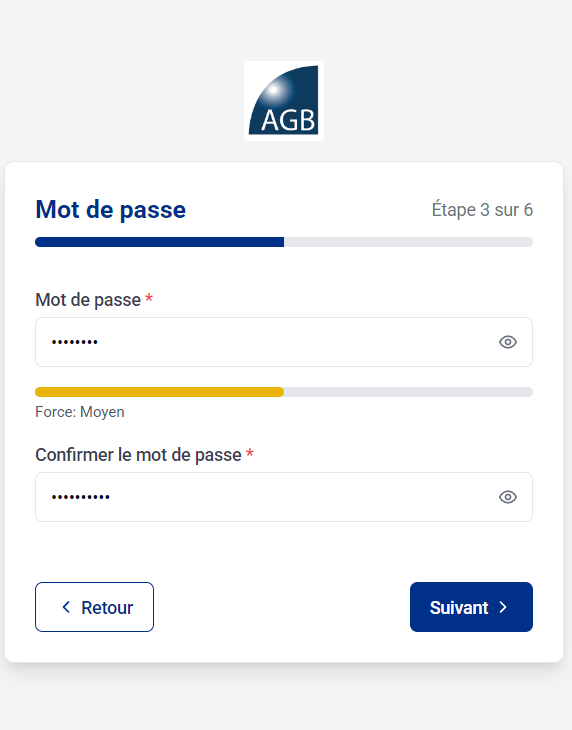 AGB
Mot de passe
Étape 3 sur 6
Mot de passe *
••••••••
Force: Moyen
Confirmer le mot de passe *
••••••••••
Retour
Suivant